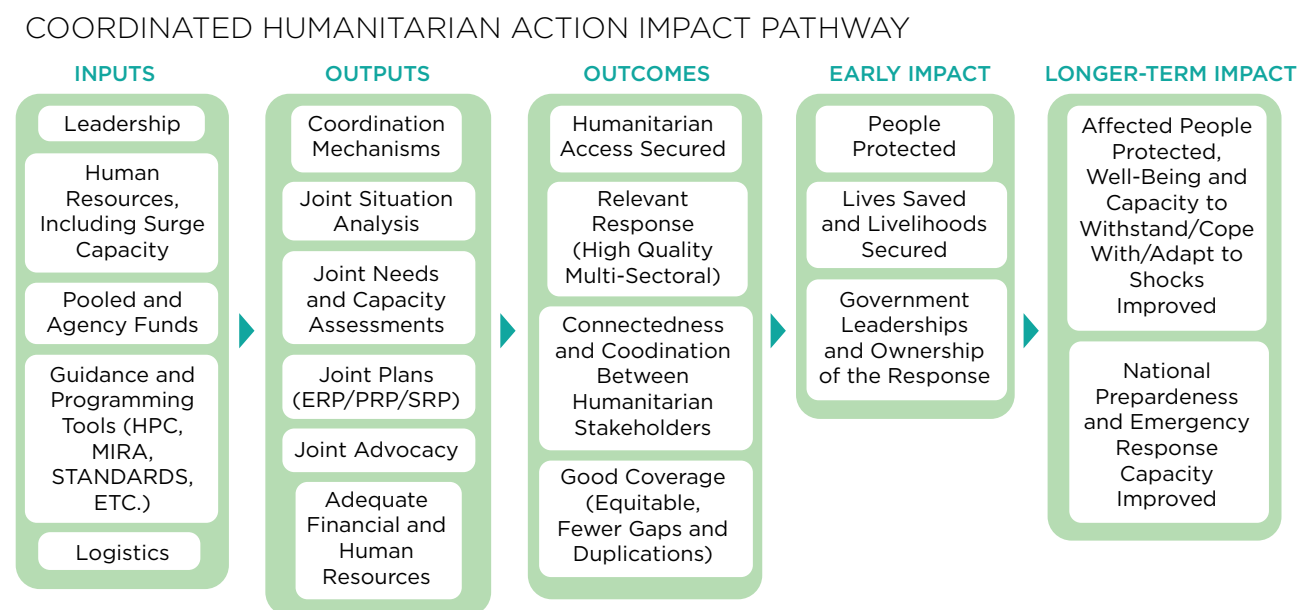 COORDINATED HUMANITARIAN ACTION IMPACT PATHWAY
INPUTS
Leadership
Human
Resources,
Including Surge
Capacity
Pooled and
Agency Funds
Guidance and
Programming
Tools (HPC,
MIRA,
STANDARDS,
ETC.)
Logistics
OUTPUTS
Coordination
Mechanisms
Joint Situation
Analysis
Joint Needs
and Capacity
Assessments
Joint Plans
(ERP/PRP/SRP)
Joint Advocacy
Adequate
Financial and
Human
Resources
OUTCOMES
Humanitarian
Access Secured
Relevant
Response
(High Quality
Multi-Sectoral)
Connectedness
and Coodination
Between
Humanitarian
Stakeholders
Good Coverage
(Equitable,
Fewer Gaps and
Duplications)
EARLY IMPACT
People
Protected
Lives Saved
and Livelihoods
Secured
Government
Leaderships
and Ownership
of the Response
LONGER-TERM IMPACT
Affected People
Protected,
Well-Being and
Capacity to
Withstand/Cope
With/Adapt to
Shocks
Improved
National
Prepardeness
and Emergency
Response
Capacity
Improved